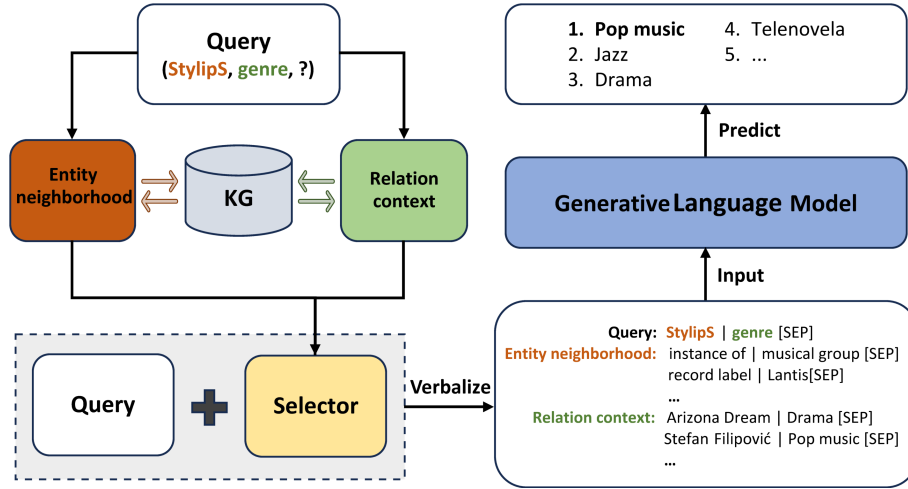 Query
(StylipS, genre, ?)
Entity
neighborhood
KG
Relation
context
Query
Selector
Verbalize
1. Pop music
2. Jazz
3. Drama
4. Telenovela
5. ...
Predict
Generative Language Model
Input
Query: StylipS | genre [SEP]
Entity neighborhood: instance of | musical group [SEP]
record label | Lantis[SEP]
...
Relation context: Arizona Dream | Drama [SEP]
Stefan Filipović | Pop music [SEP]
...